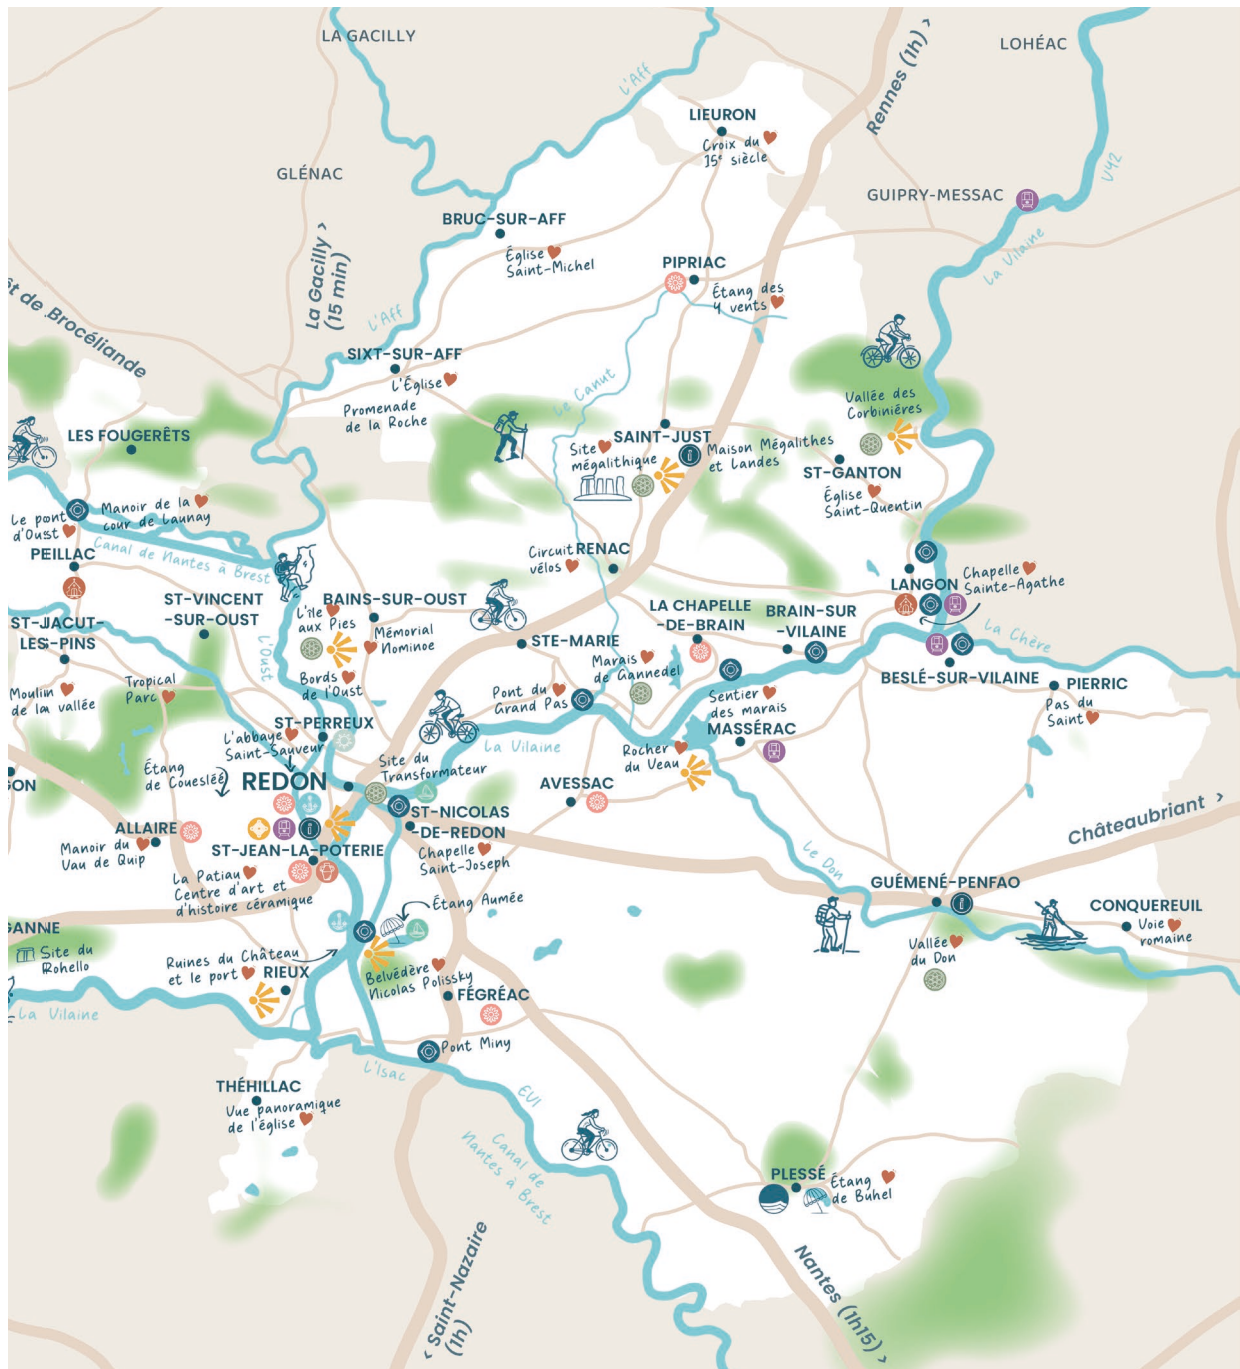 LA GACILLY
LOHÉAC
L'Aff
Rennes (1h) >
LIEURON
Croix du
15e siècle
V42
GLÉNAC
GUIPRY-MESSAC
BRUC-SUR-AFF
Église
Saint-Michel
La Vilaine
La Gacilly >
(15 min)
PIPRIAC
Étang des
4 vents
êt de Brocéliande
L'Aff
SIXT-SUR-AFF
L'Église
Promenade
de la Roche
Le Canut
Vallée des
Corbinières
LES FOUGERÊTS
SAINT-JUST
Site
mégalithique
Maison Mégalithes
et Landes
ST-GANTON
Église
Saint-Quentin
Manoir de la
cour de Launay
Le pont
d'Oust
Canal de Nantes à Brest
PEILLAC
Circuit
vélos
RENAC
LANGON
Chapelle
Sainte-Agathe
ST-VINCENT
-SUR-OUST
BAINS-SUR-OUST
L'île
aux Pies
Mémorial
Nominoe
LA CHAPELLE
-DE-BRAIN
BRAIN-SUR
-VILAINE
La Chère
ST-JACUT-
LES-PINS
L'Oust
STE-MARIE
Marais
de Gannedel
BESLÉ-SUR-VILAINE
PIERRIC
Pas du
Saint
Moulin
de la vallée
Tropical
Parc
Bords
de l'Oust
Pont du
Grand Pas
Sentier
des marais
ST-PERREUX
L'abbaye
Saint-Sauveur
La Vilaine
MASSÉRAC
Rocher
du Veau
Étang
de Coueslée
REDON
Site du
Transformateur
GON
AVESSAC
ST-NICOLAS
-DE-REDON
Chapelle
Saint-Joseph
Châteaubriant >
ALLAIRE
Manoir du
Vau de Quip
ST-JEAN-LA-POTERIE
La Patiau
Centre d'art et
d'histoire céramique
Le Don
GUÉMENÉ-PENFAO
Étang Aumée
CONQUEREUIL
Voie
romaine
GANNE
Site du
Rohello
Vallée
du Don
Ruines du Château
et le port
RIEUX
Belvédère
Nicolas Polissky
FÉGRÉAC
La Vilaine
Pont Miny
L'Isac
THÉHILLAC
Vue panoramique
de l'église
EV1
Canal de
Nantes à Brest
PLESSÉ
Étang
de Buhel
< Saint-Nazaire
(1h)
Nantes (1h15) >